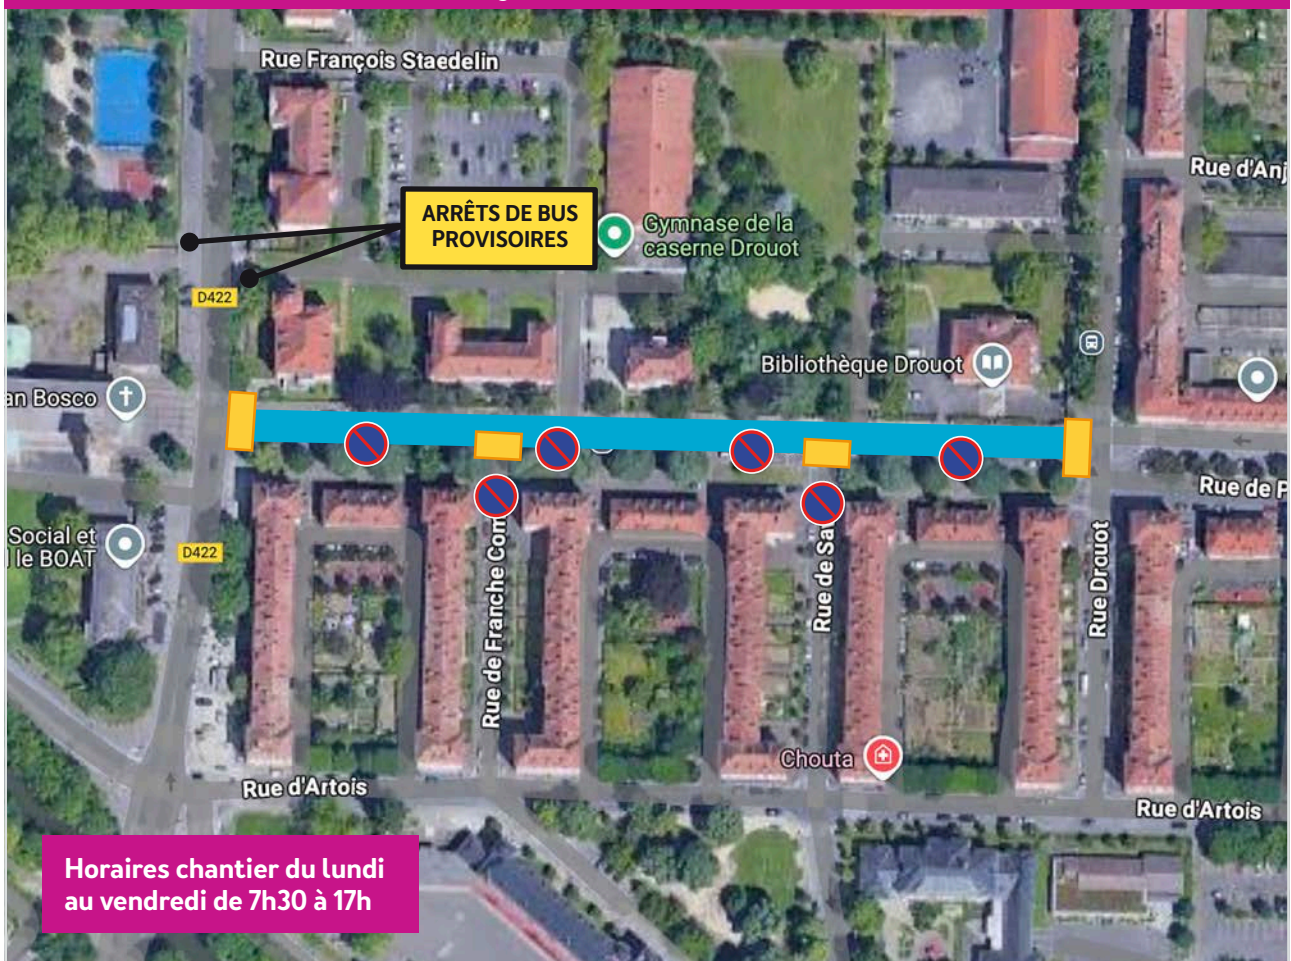 Rue François Staedelin
Rue d'Anj
ARRÊTS DE BUS
PROVISOIRES
Gymnase de la
caserne Drouot
D422
Bibliothèque Drouot
an Bosco
Rue de P
Social et
l le BOAT
D422
Rue de Franche Com
Rue de Sav
Rue Drouot
Chouta
Rue d'Artois
Rue d'Artois
Horaires chantier du lundi
au vendredi de 7h30 à 17h